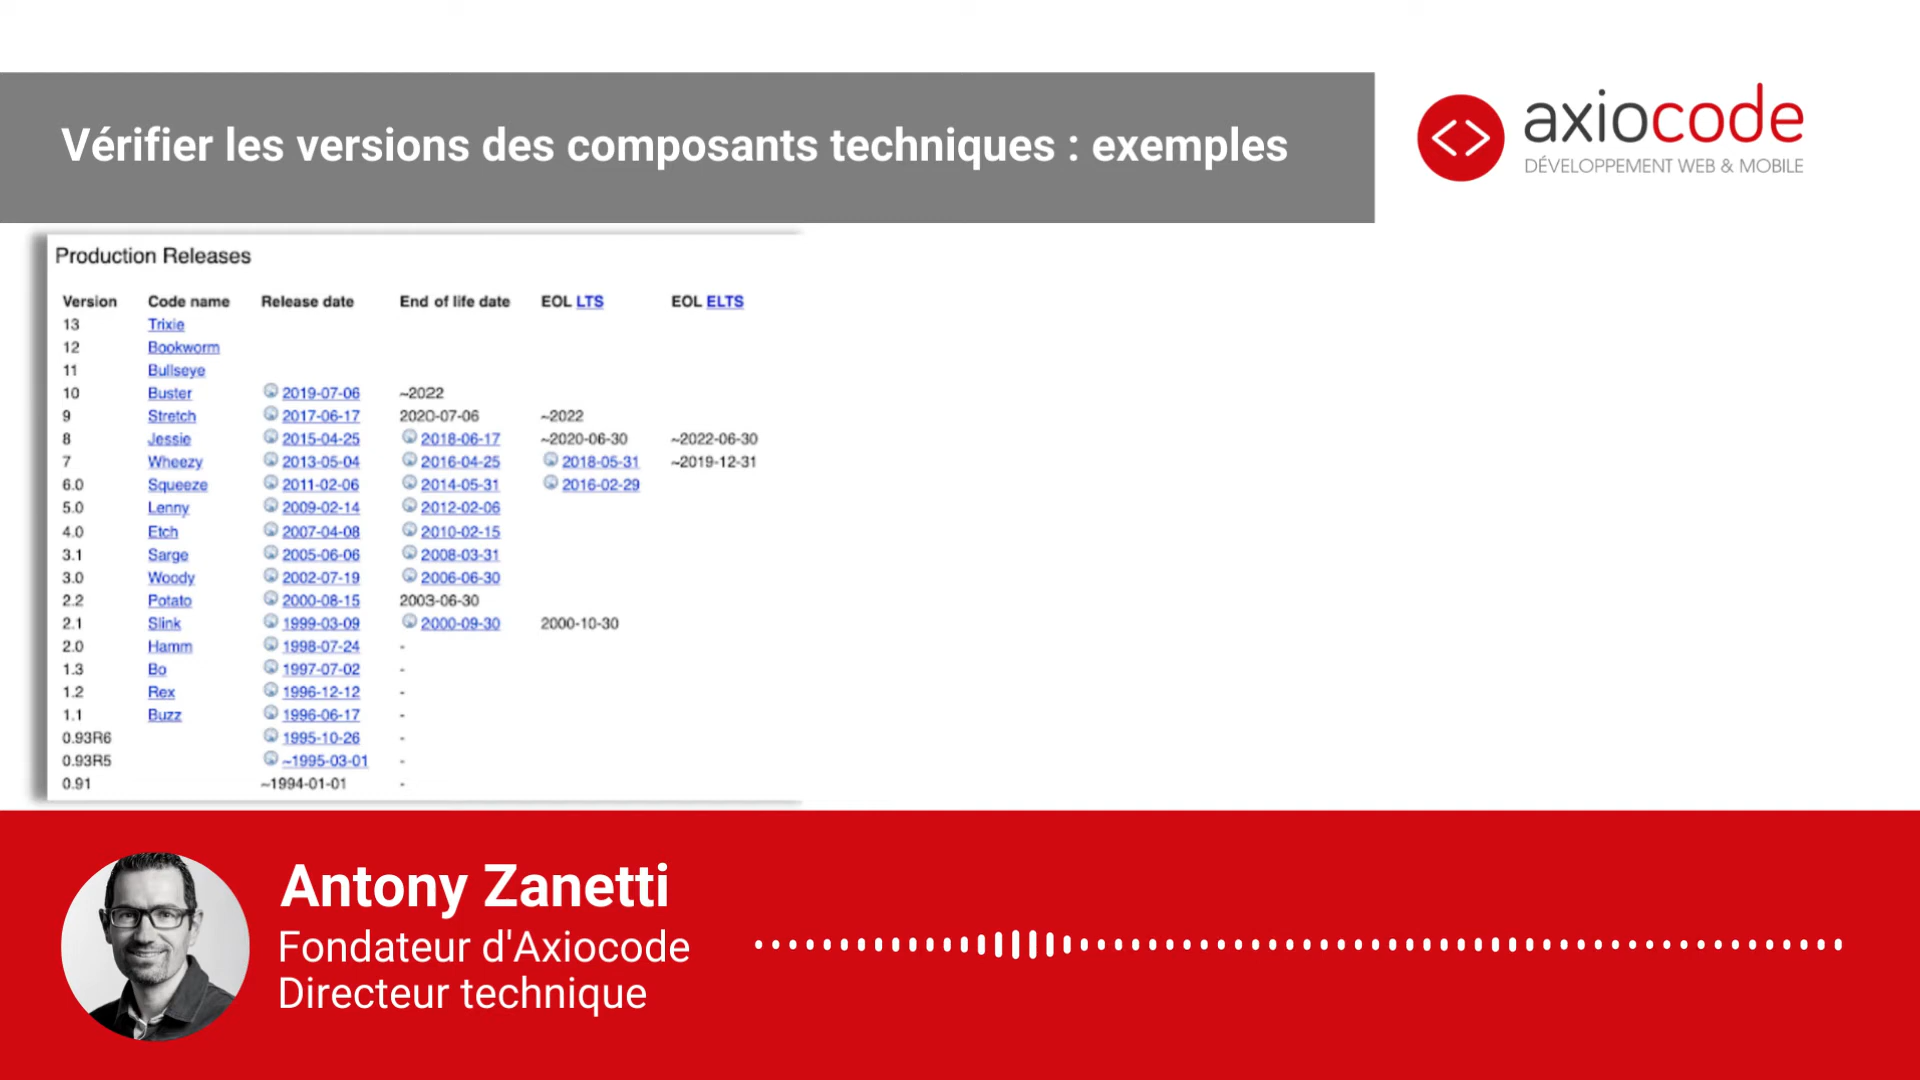 Vérifier les versions des composants techniques : exemples
axiocode
DÉVELOPPEMENT WEB & MOBILE
Production Releases
Version Code name Release date End of life date EOL LTS EOL ELTS
13 Trixie
12 Bookworm
11 Bullseye
10 Buster 2019-07-06 ~2022
9 Stretch 2017-06-17 2020-07-06 ~2022
8 Jessie 2015-04-25 2018-06-17 ~2020-06-30 ~2022-06-30
7 Wheezy 2013-05-04 2016-04-25 2018-05-31 ~2019-12-31
6.0 Squeeze 2011-02-06 2014-05-31 2016-02-29
5.0 Lenny 2009-02-14 2012-02-06
4.0 Etch 2007-04-08 2010-02-15
3.1 Sarge 2005-06-06 2008-03-31
3.0 Woody 2002-07-19 2006-06-30
2.2 Potato 2000-08-15 2003-06-30
2.1 Slink 1999-03-09 2000-09-30 2000-10-30
2.0 Hamm 1998-07-24 -
1.3 Bo 1997-07-02 -
1.2 Rex 1996-12-12 -
1.1 Buzz 1996-06-17 -
0.93R6 1995-10-26 -
0.93R5 ~1995-03-01 -
0.91 ~1994-01-01 -
Antony Zanetti
Fondateur d'Axiocode
Directeur technique